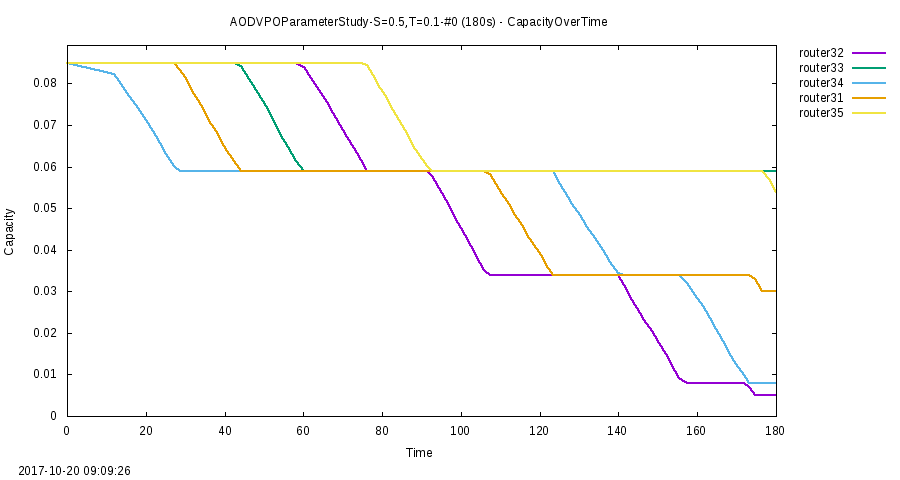 AODVPOParameterStudy-S=0.5,T=0.1-#0 (180s) - CapacityOverTime
router32
router33
router34
router31
router35
0.08
0.07
0.06
0.05
0.04
0.03
0.02
0.01
0
Capacity
0 20 40 60 80 100 120 140 160 180
Time
2017-10-20 09:09:26